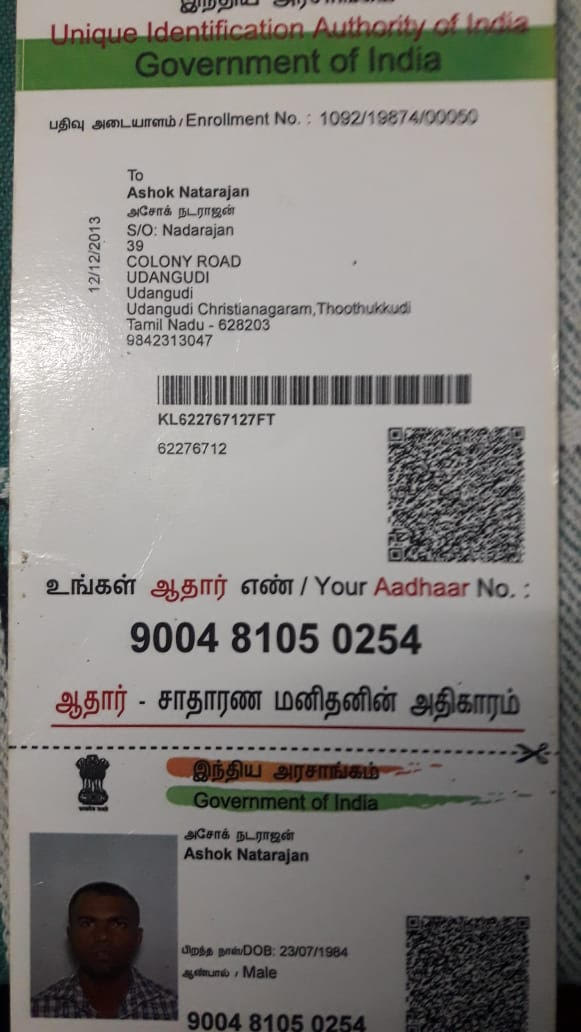 Unique Identification Authority of India
Government of India
பதிவு அடையாளம் / Enrollment No. : 1092/19874/00050
12/12/2013
To
Ashok Natarajan
அசோக் நடராஜன்
S/O: Nadarajan
39
COLONY ROAD
UDANGUDI
Udangudi
Udangudi Christianagaram,Thoothukkudi
Tamil Nadu - 628203
9842313047
KL622767127FT
62276712
உங்கள் ஆதார் எண் / Your Aadhaar No. :
9004 8105 0254
ஆதார் - சாதாரண மனிதனின் அதிகாரம்
இந்திய அரசாங்கம்
Government of India
அசோக் நடராஜன்
Ashok Natarajan
பிறந்த நாள்/DOB: 23/07/1984
ஆண்பால் / Male
9004 8105 0254